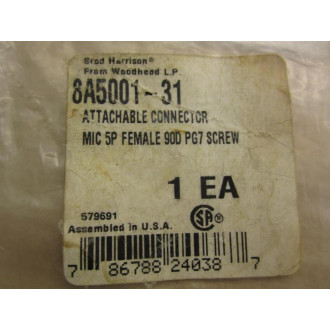 Brad Harrison®
From Woodhead L.P.
8A5001-31
ATTACHABLE CONNECTOR
MIC 5P FEMALE 90D PG7 SCREW
1 EA
579691
Assembled in U.S.A.
SA®
7 86788 24038 7